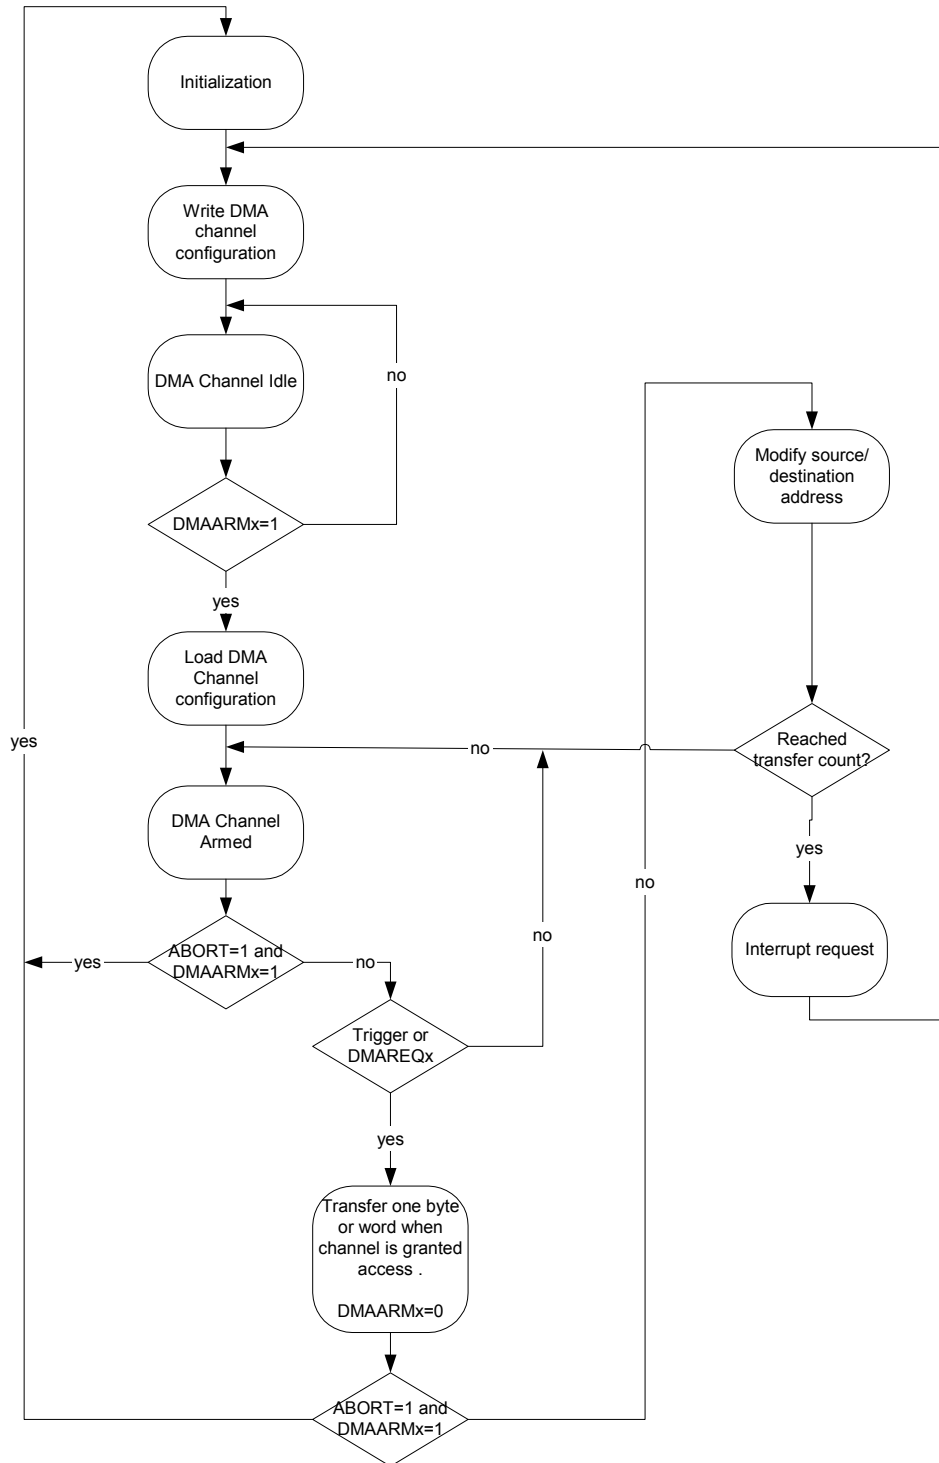 Initialization
Write DMA
channel
configuration
DMA Channel Idle
no
DMAARMx=1
yes
Load DMA
Channel
configuration
DMA Channel
Armed
ABORT=1 and
DMAARMx=1
yes
yes
no
Trigger or
DMAREQx
no
yes
Transfer one byte
or word when
channel is granted
access .
DMAARMx=0
ABORT=1 and
DMAARMx=1
no
Modify source/
destination
address
Reached
transfer count?
no
yes
Interrupt request